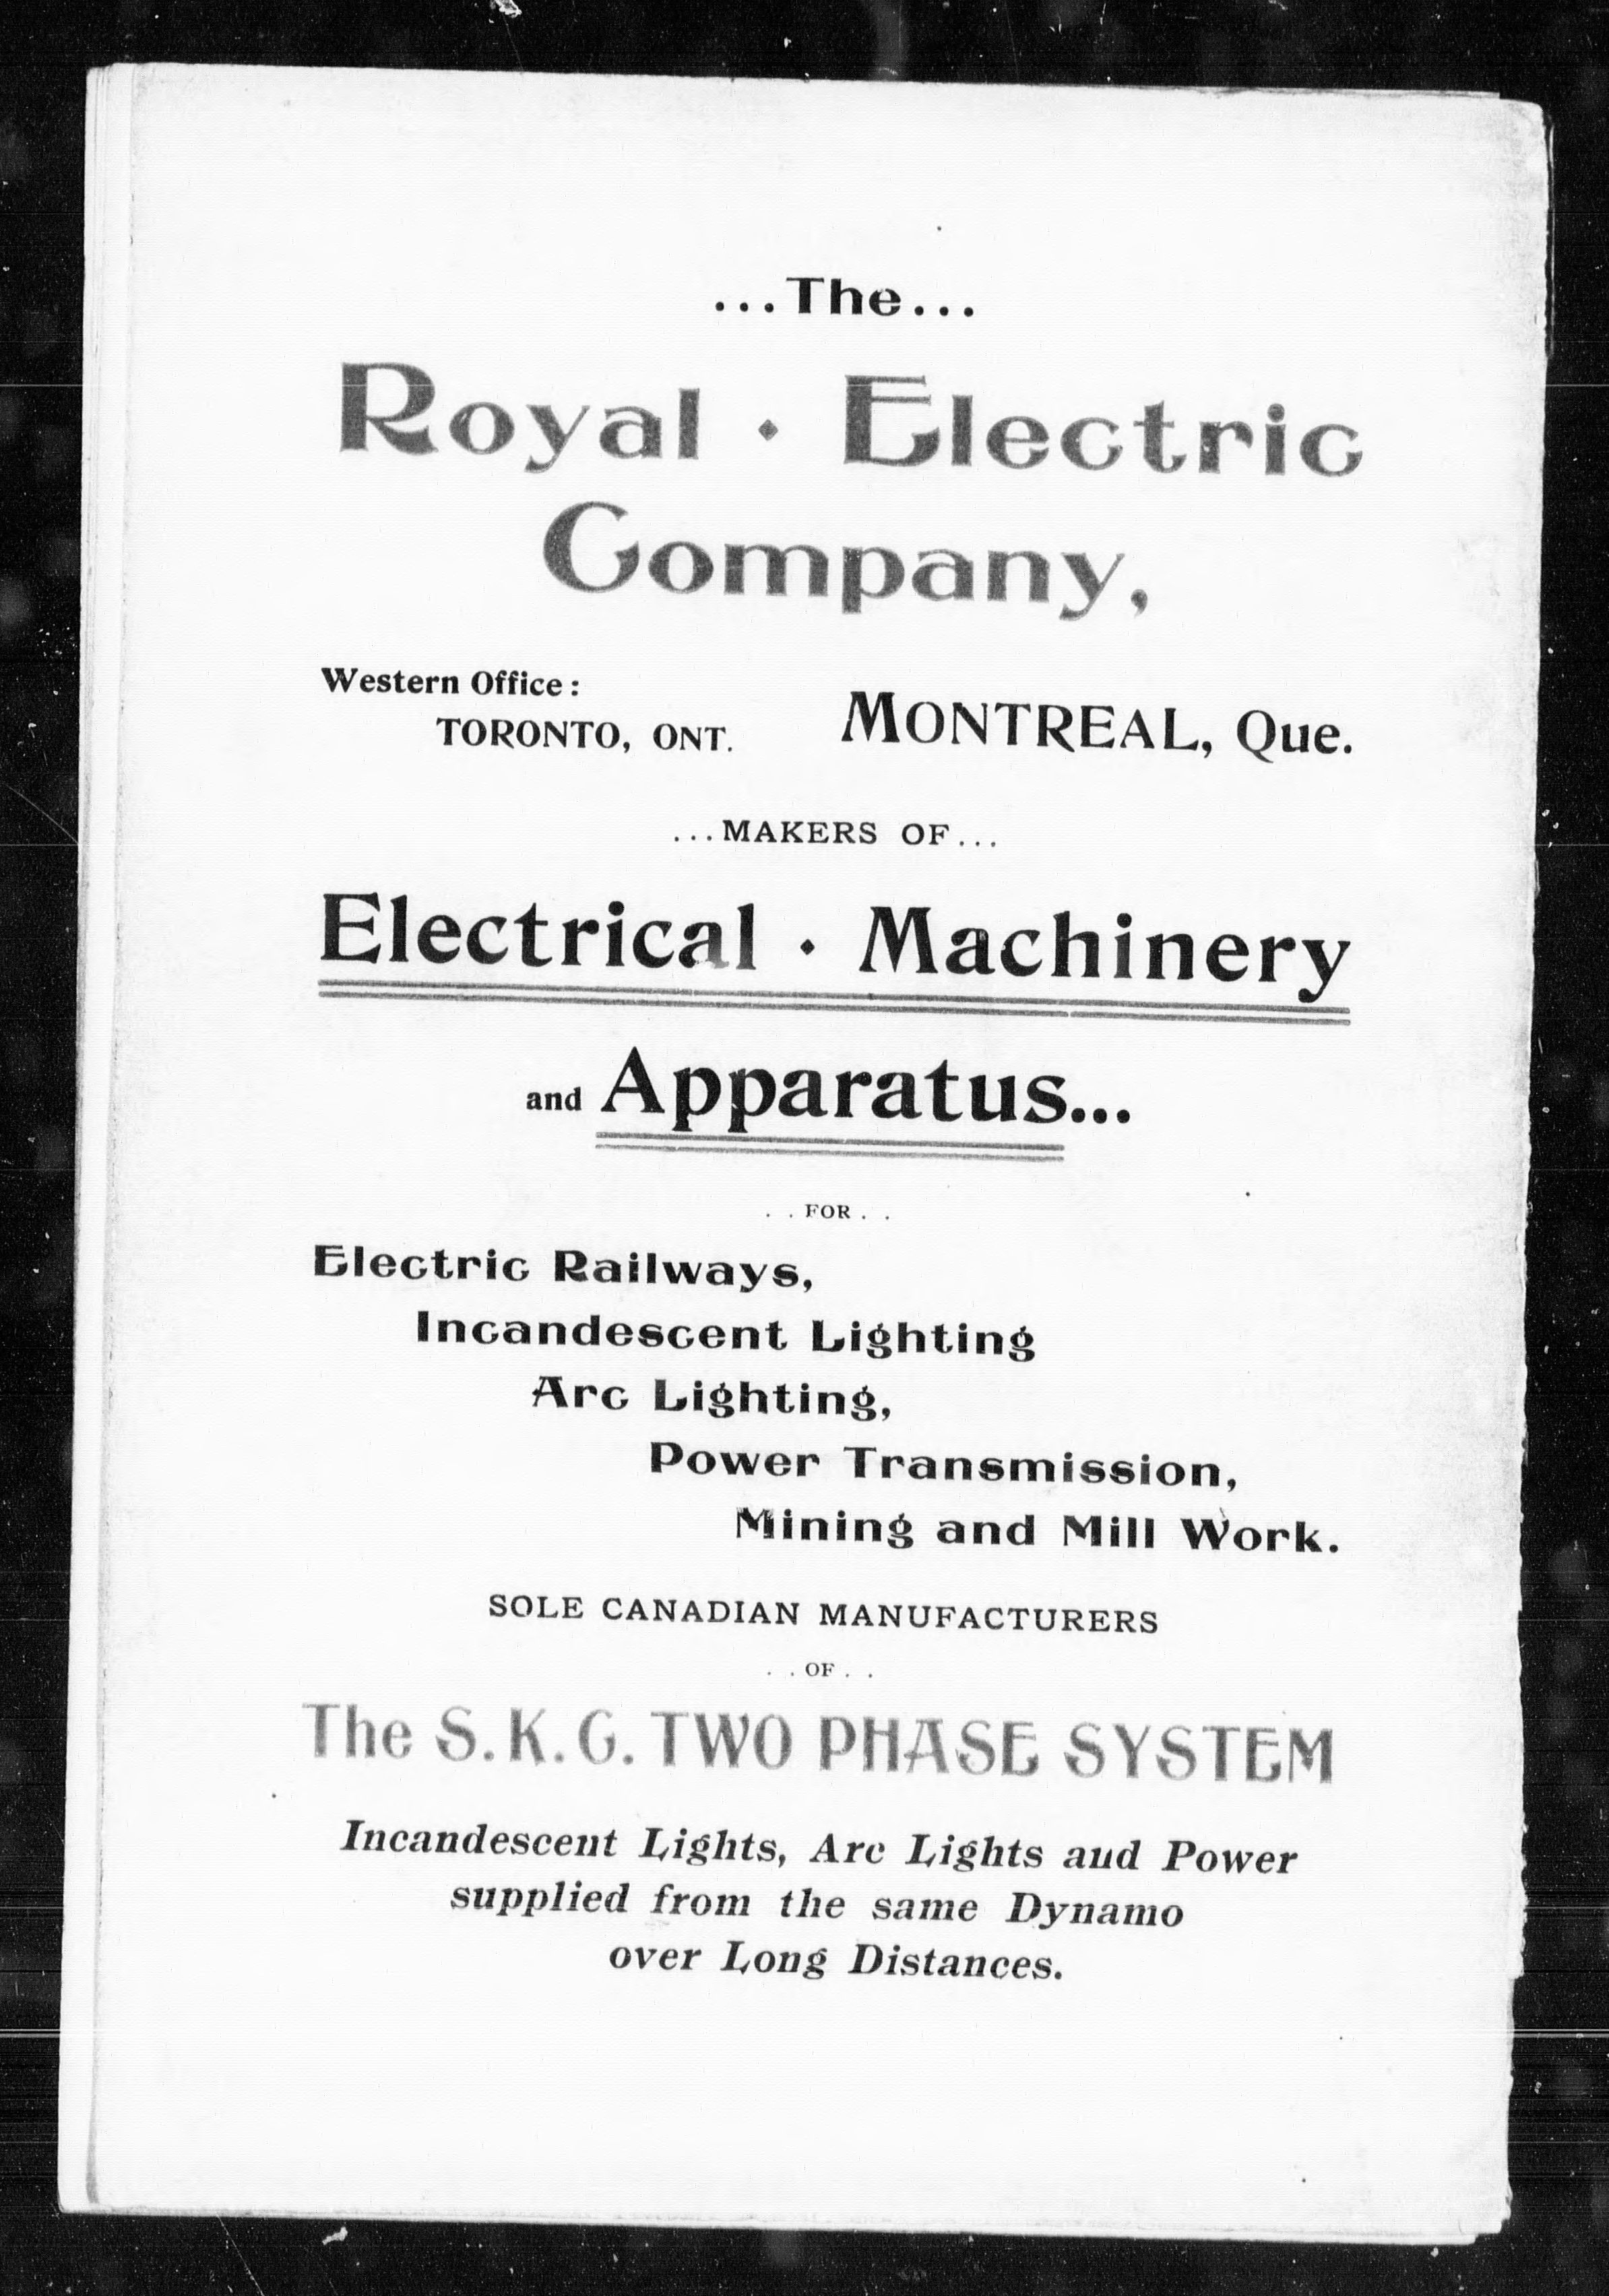 ...The...
Royal · Electric
Company,
Western Office:
TORONTO, ONT.
MONTREAL, Que.
...MAKERS OF...
Electrical · Machinery
and Apparatus...
. . FOR . .
Electric Railways,
Incandescent Lighting
Arc Lighting,
Power Transmission,
Mining and Mill Work.
SOLE CANADIAN MANUFACTURERS
. . OF . .
The S. K. C. TWO PHASE SYSTEM
Incandescent Lights, Arc Lights and Power
supplied from the same Dynamo
over Long Distances.